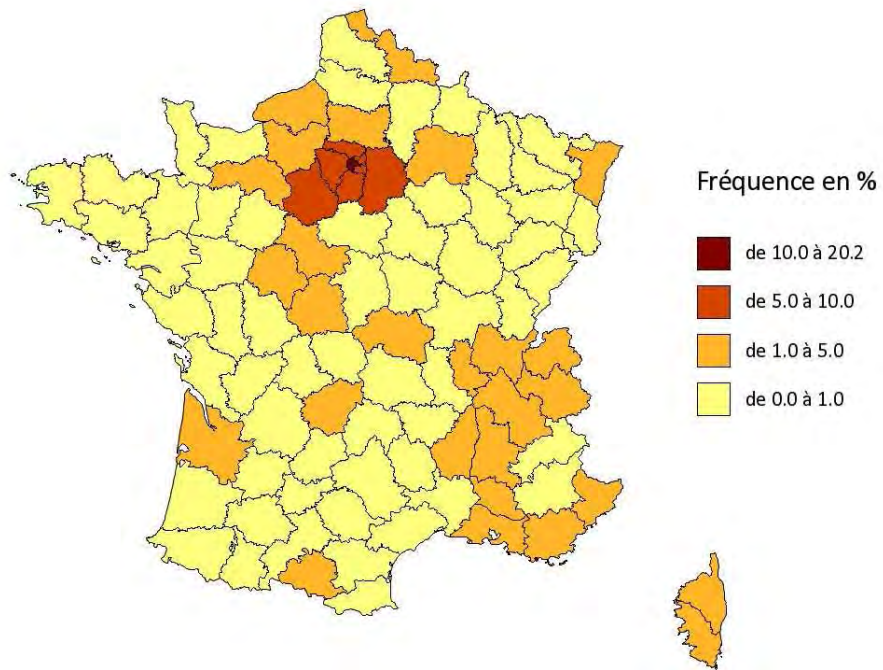 Fréquence en %
de 10.0 à 20.2
de 5.0 à 10.0
de 1.0 à 5.0
de 0.0 à 1.0